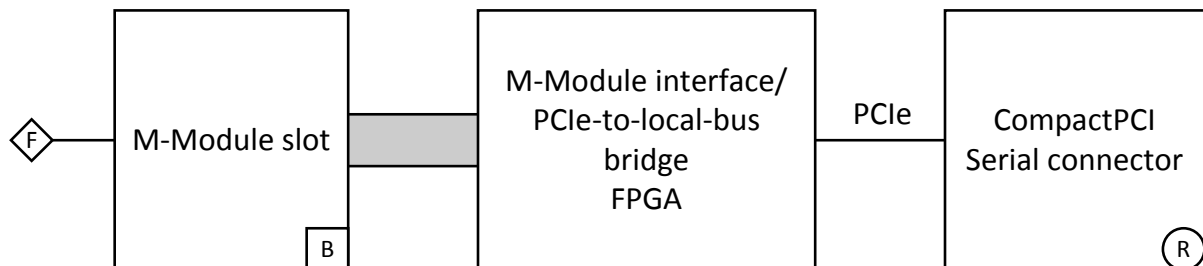 F
M-Module slot
B
M-Module interface/
PCIe-to-local-bus
bridge
FPGA
PCIe
CompactPCI
Serial connector
R